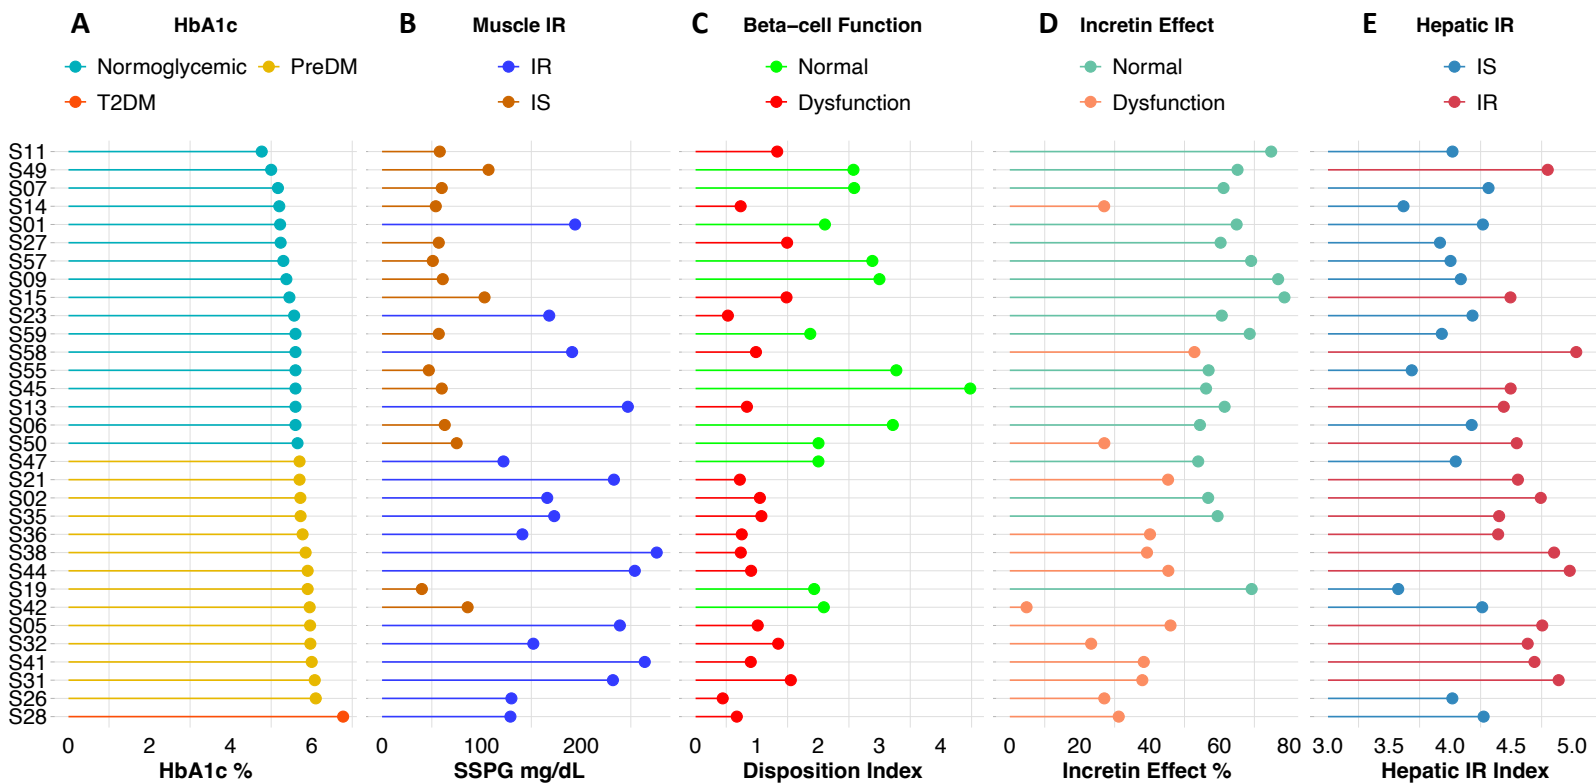 A HbA1c B Muscle IR C Beta−cell Function D Incretin Effect E Hepatic IR
Normoglycemic PreDM IR Normal Normal IS
T2DM IS Dysfunction Dysfunction IR
S11
S49
S07
S14
S01
S27
S57
S09
S15
S23
S59
S58
S55
S45
S13
S06
S50
S47
S21
S02
S35
S36
S38
S44
S19
S42
S05
S32
S41
S31
S26
S28
0 2 4 6 0 100 200 0 1 2 3 4 0 20 40 60 80 3.0 3.5 4.0 4.5 5.0
HbA1c % SSPG mg/dL Disposition Index Incretin Effect % Hepatic IR Index